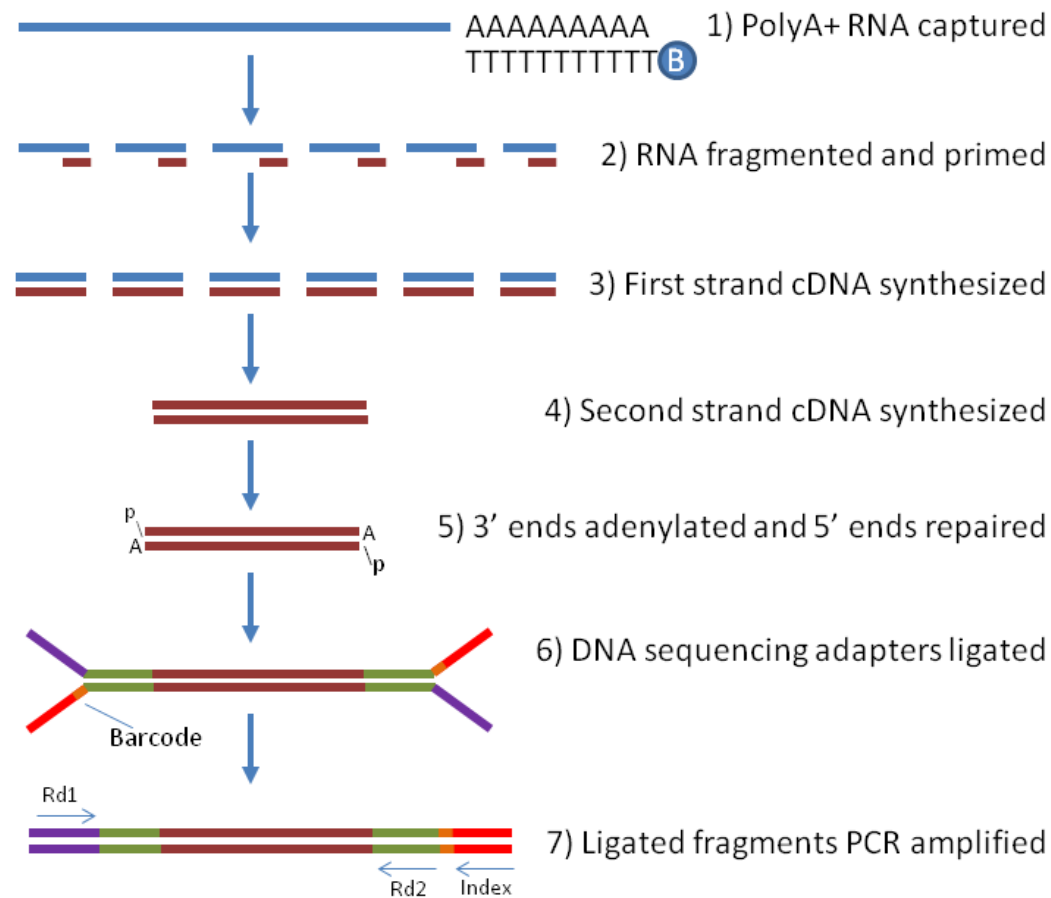 AAAAAAAAA 1) PolyA+ RNA captured
TTTTTTTTTTT B
2) RNA fragmented and primed
3) First strand cDNA synthesized
4) Second strand cDNA synthesized
p
A
5) 3’ ends adenylated and 5’ ends repaired
A
p
6) DNA sequencing adapters ligated
Barcode
Rd1
7) Ligated fragments PCR amplified
Rd2 Index